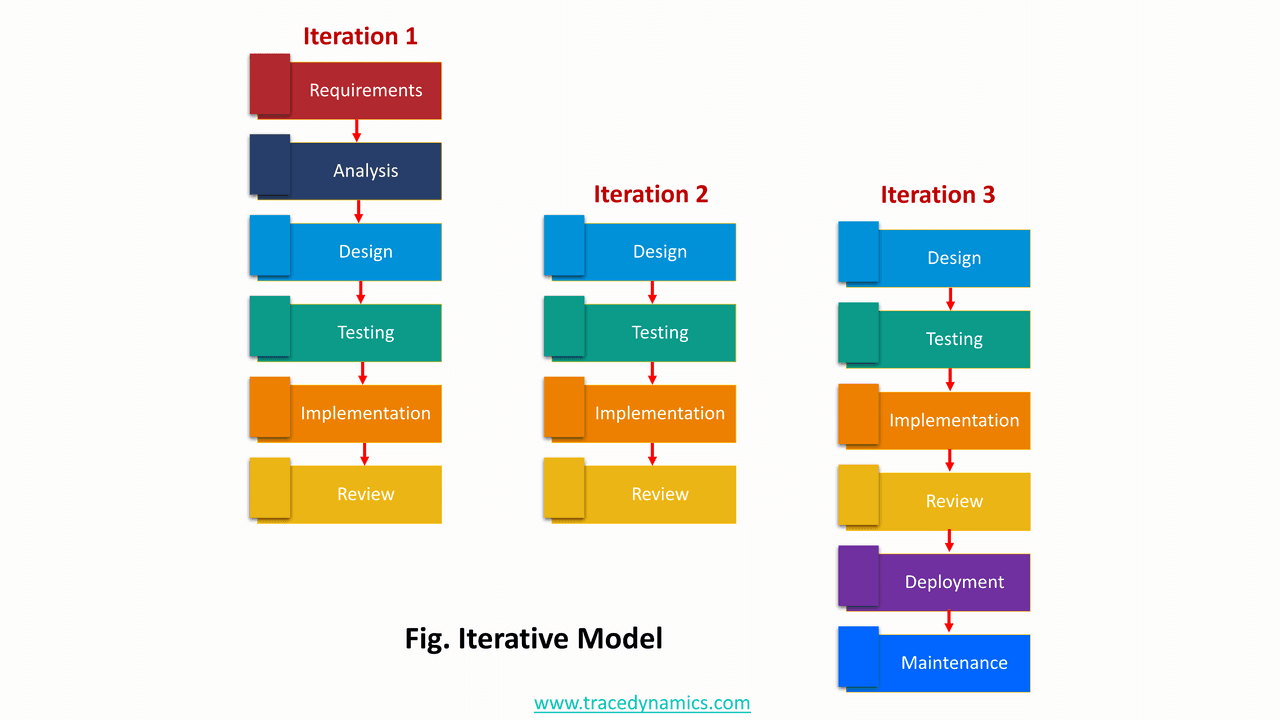 Iteration 1
Requirements
Analysis
Design
Testing
Implementation
Review
Iteration 2
Design
Testing
Implementation
Review
Iteration 3
Design
Testing
Implementation
Review
Deployment
Maintenance
Fig. Iterative Model
www.tracedynamics.com